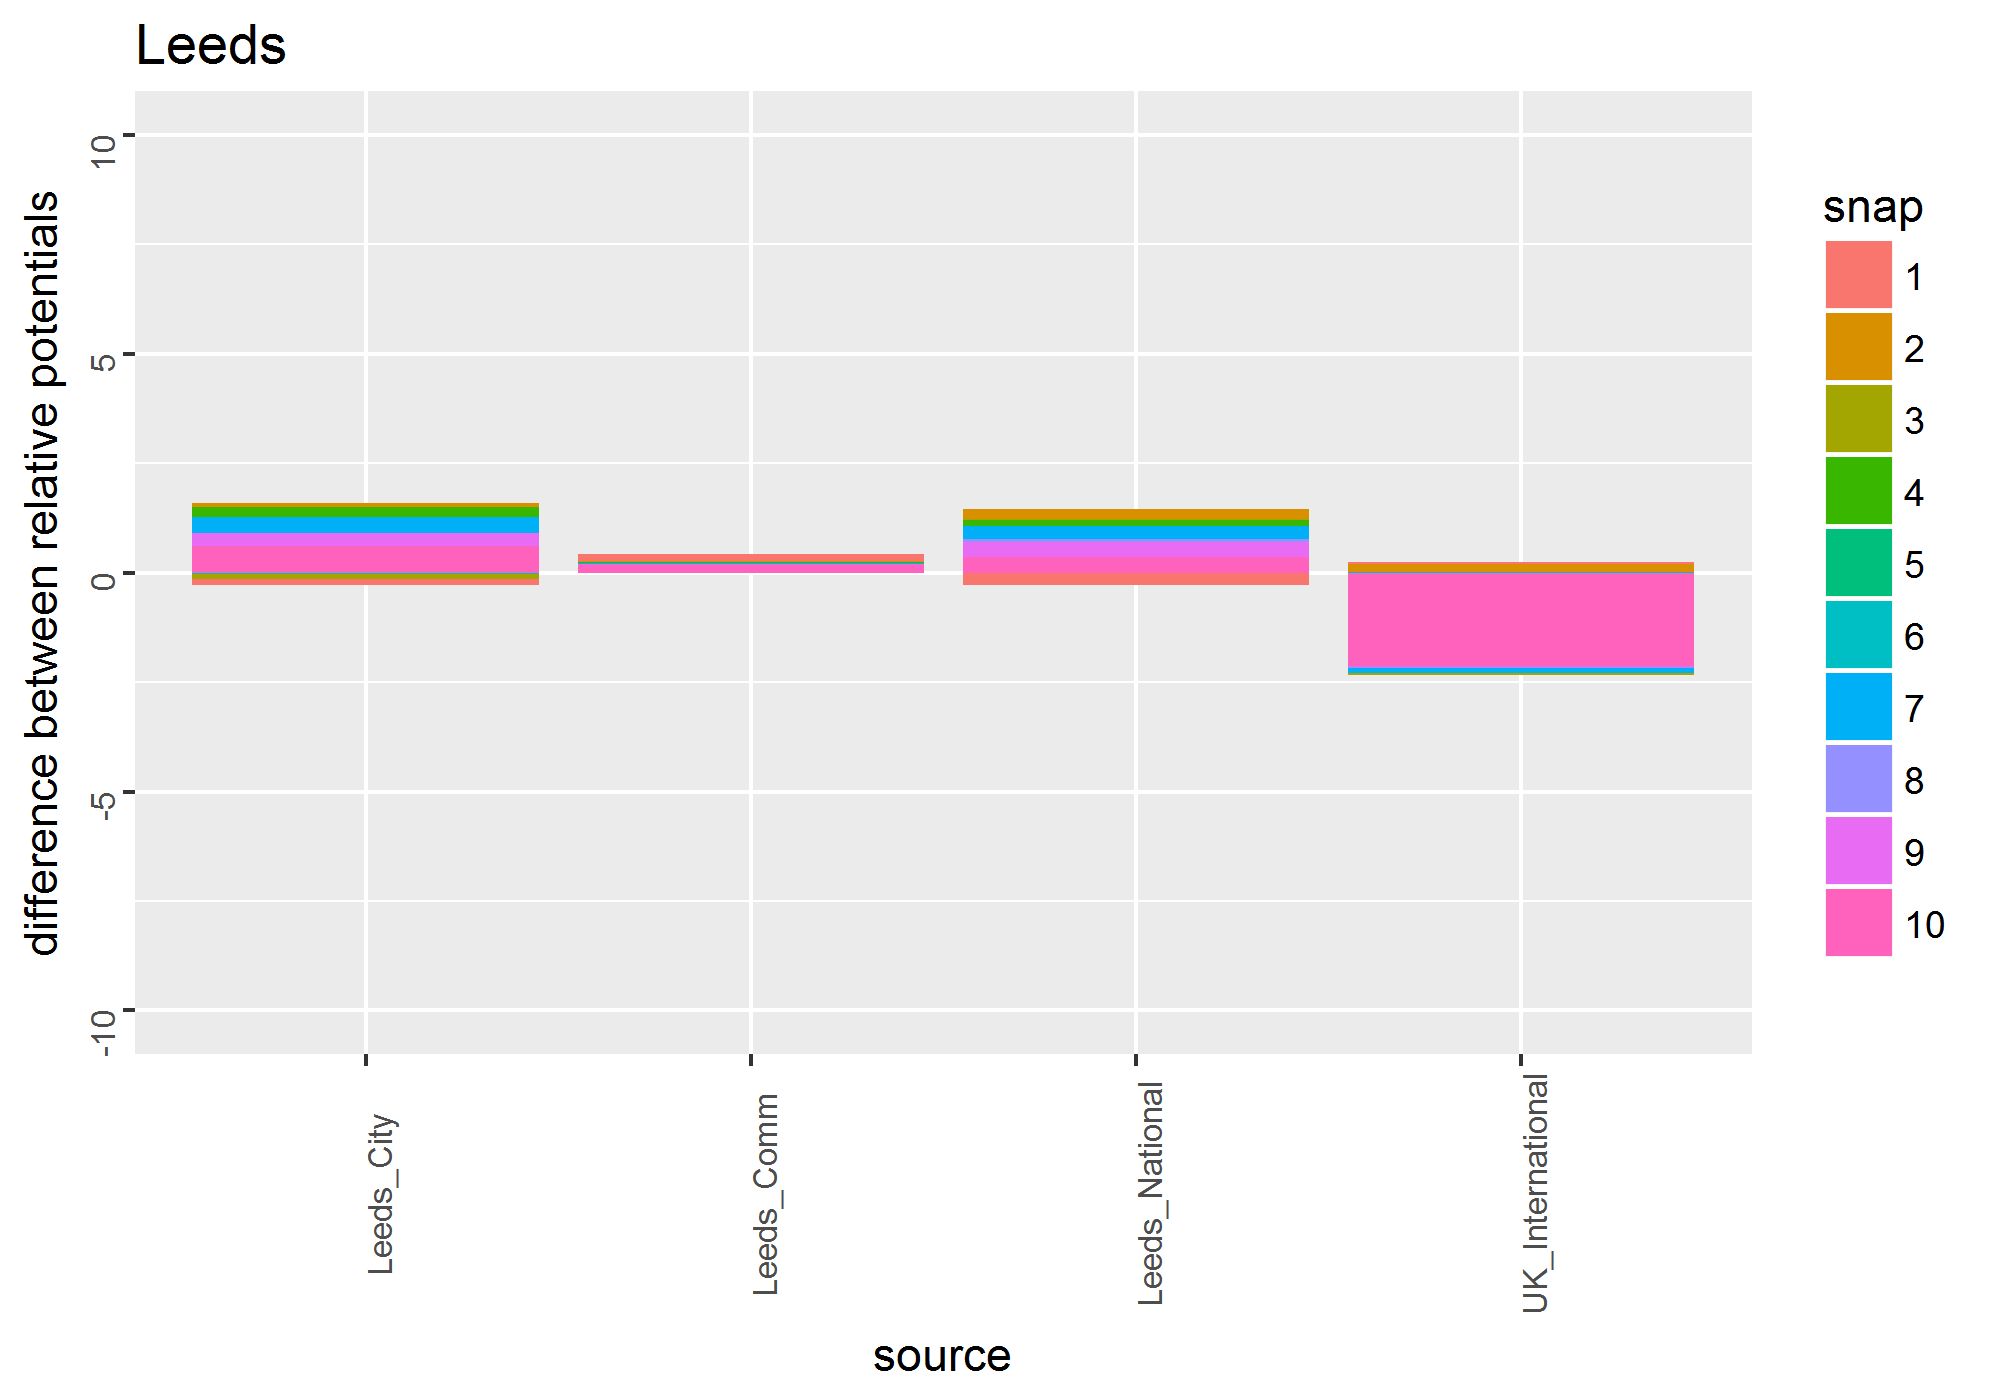 Leeds
difference between relative potentials
10
5
0
-5
-10
Leeds_City
Leeds_Comm
Leeds_National
UK_International
source
snap
1
2
3
4
5
6
7
8
9
10